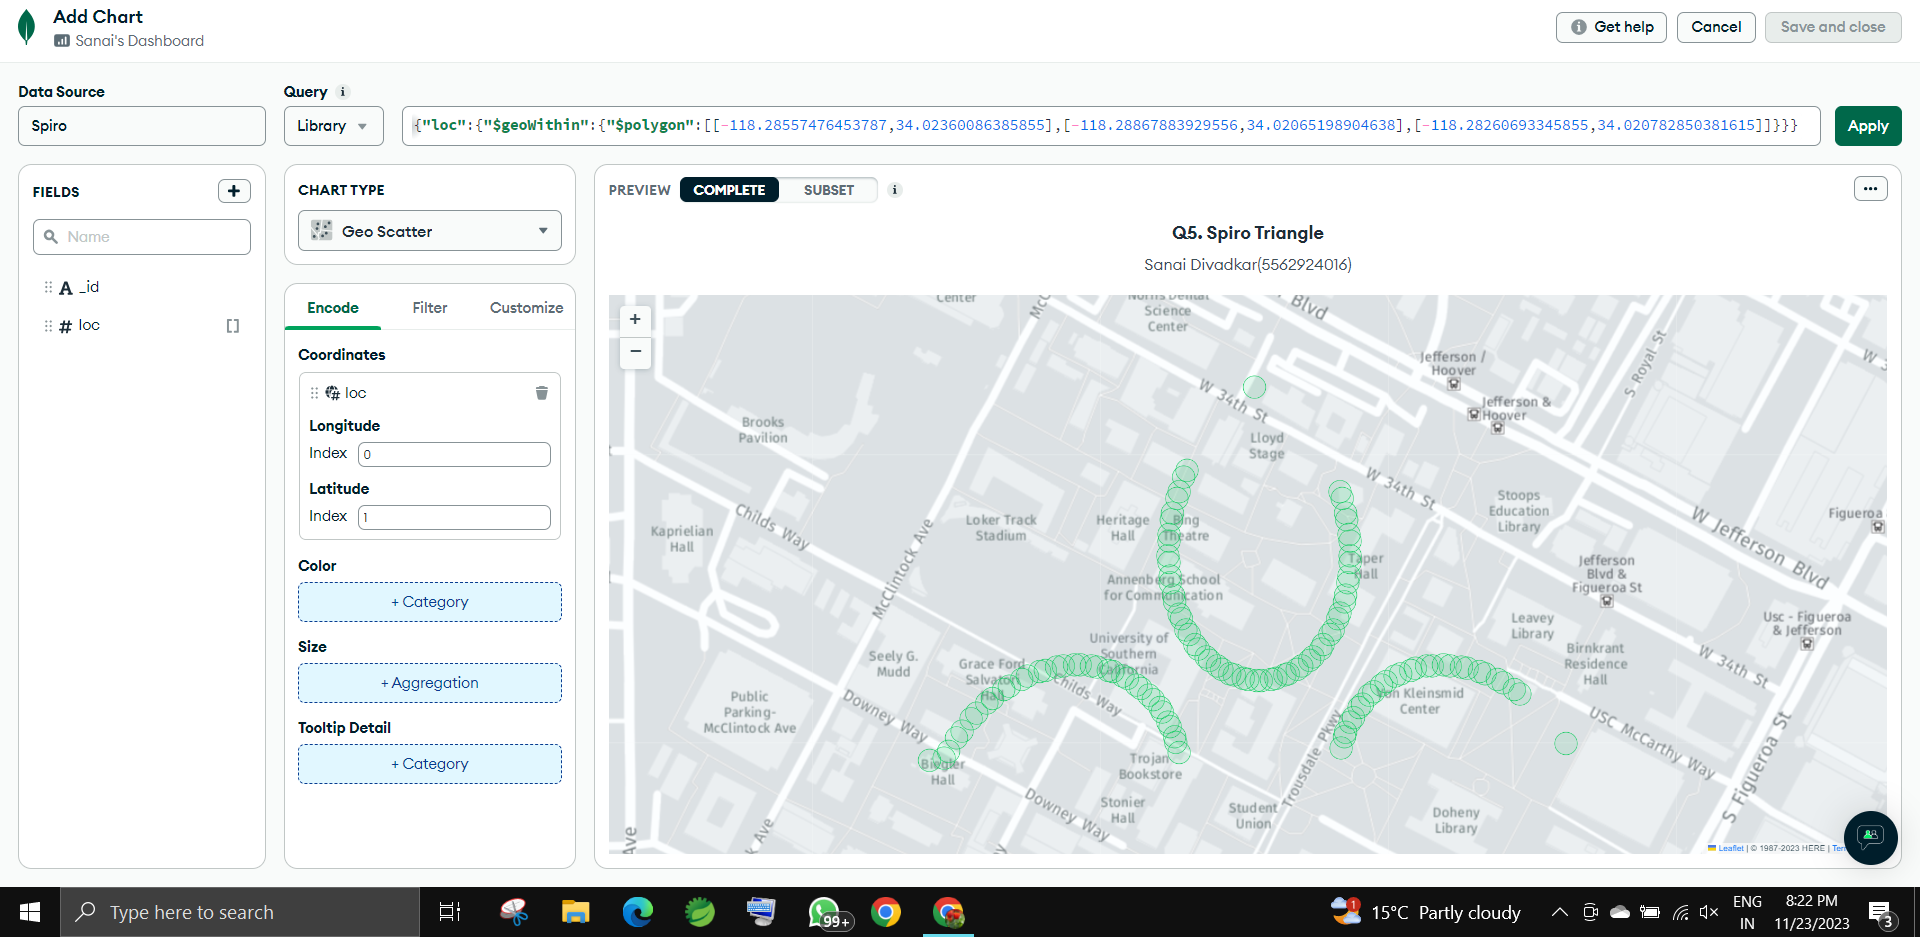 Add Chart
Sanai's Dashboard
Get help
Cancel
Save and close
Data Source
Spiro
Query
Library
{"loc":{"$geoWithin":{"$polygon":[[-118.28557476453787,34.02360086385855],[-118.28867883929556,34.02065198904638],[-118.28260693345855,34.020782850381615]]}}}
Apply
FIELDS
+
Name
A _id
# loc
[]
CHART TYPE
Geo Scatter
Encode
Filter
Customize
Coordinates
loc
Longitude
Index
0
Latitude
Index
1
Color
+ Category
Size
+ Aggregation
Tooltip Detail
+ Category
PREVIEW
COMPLETE
SUBSET
Q5. Spiro Triangle
Sanai Divadkar(5562924016)
+
−
Center
Norris Dental
Science
Center
Blvd
Jefferson /
Hoover
Jefferson &
Hoover
S Royal St
W 34th St
Lloyd
Stage
Brooks
Pavilion
W 34th St
Stoops
Education
Library
W Jefferson Blvd
Figueroa
Kaprielian
Hall
Childs Way
McClintock Ave
Loker Track
Stadium
Heritage
Hall
Bing
Theatre
Taper
Hall
Jefferson
Blvd &
Figueroa St
Annenberg School
for Communication
University of
Southern
California
Leavey
Library
Usc - Figueroa
& Jefferson
Birnkrant
Residence
Hall
W 34th St
Seely G.
Mudd
Grace Ford
Salvatori
Hall
Childs Way
Von Kleinsmid
Center
Public
Parking-
McClintock Ave
Downey Way
USC McCarthy Way
S Figueroa St
Trousdale Pkwy
Biegler
Hall
Trojan
Bookstore
Stonier
Hall
Downey Way
Student
Union
Doheny
Library
Ave
k Ave
Leaflet | © 1987-2023 HERE |
Type here to search
99+
1
15°C Partly cloudy
ENG
IN
8:22 PM
11/23/2023
3